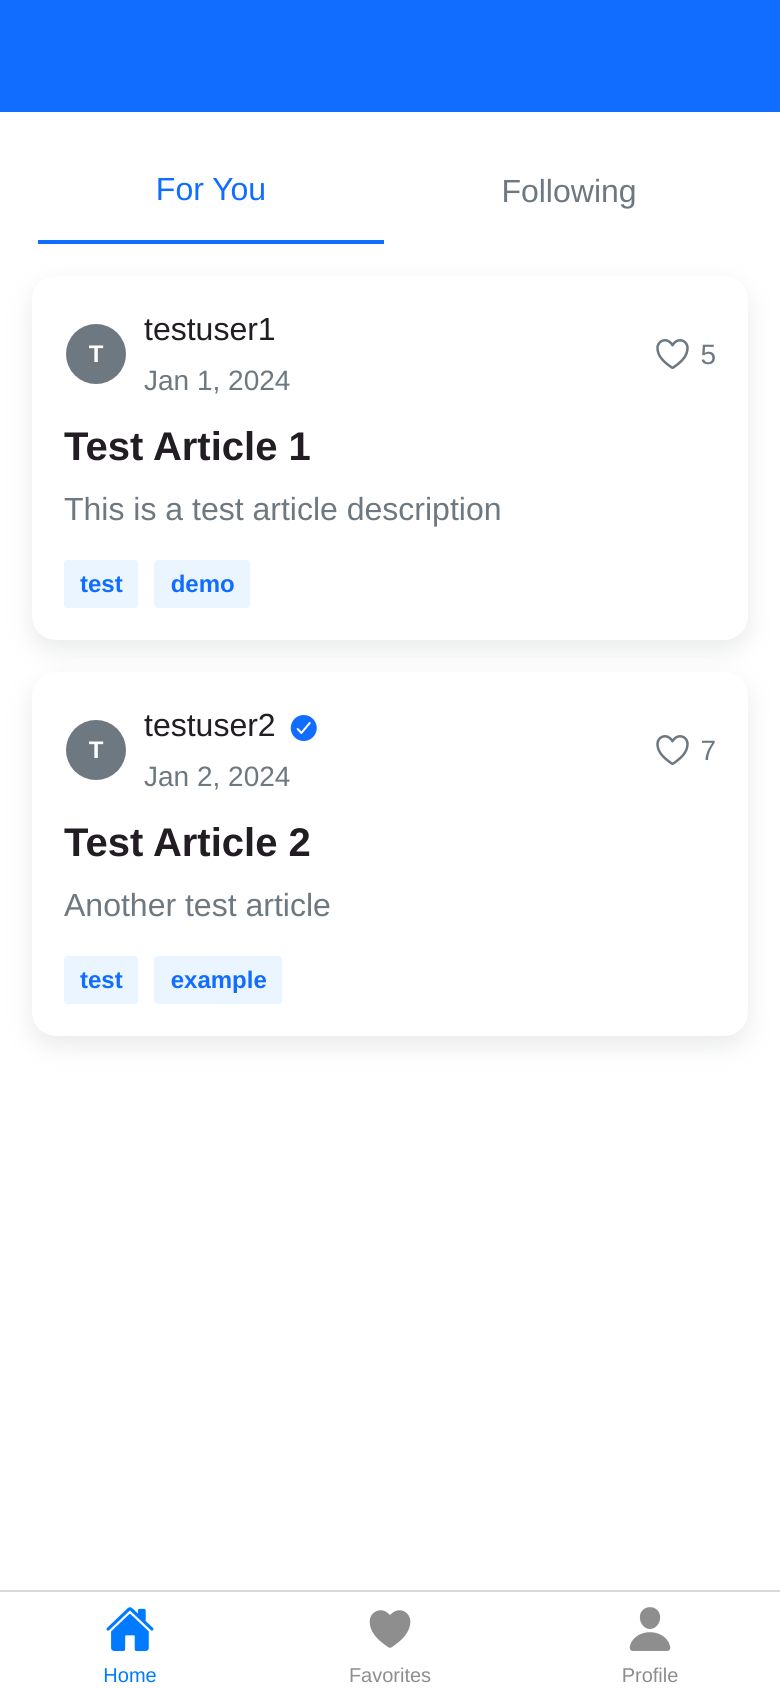 For You
Following
T
testuser1
Jan 1, 2024
5
Test Article 1
This is a test article description
test
demo
T
testuser2
Jan 2, 2024
7
Test Article 2
Another test article
test
example
Home
Favorites
Profile